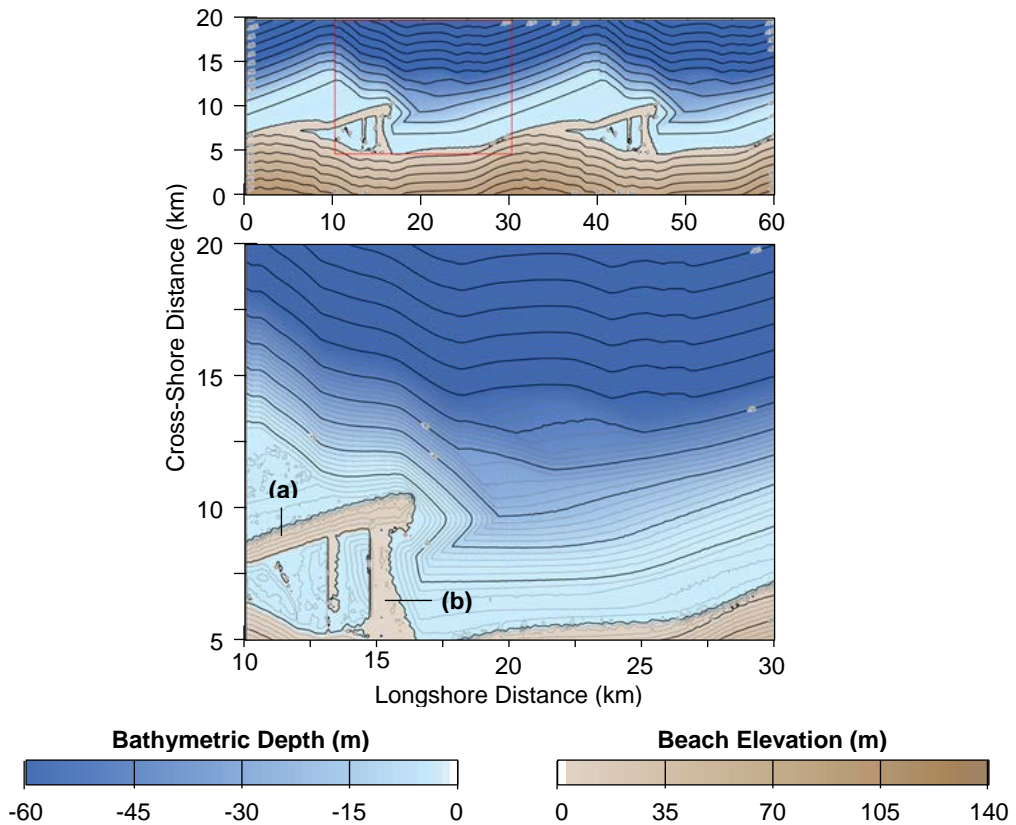 20
15
10
5
0
0 10 20 30 40 50 60
Cross-Shore Distance (km)
20
15
10
5
(a)
(b)
10 15 20 25 30
Longshore Distance (km)
Bathymetric Depth (m)
-60 -45 -30 -15 0
Beach Elevation (m)
0 35 70 105 140